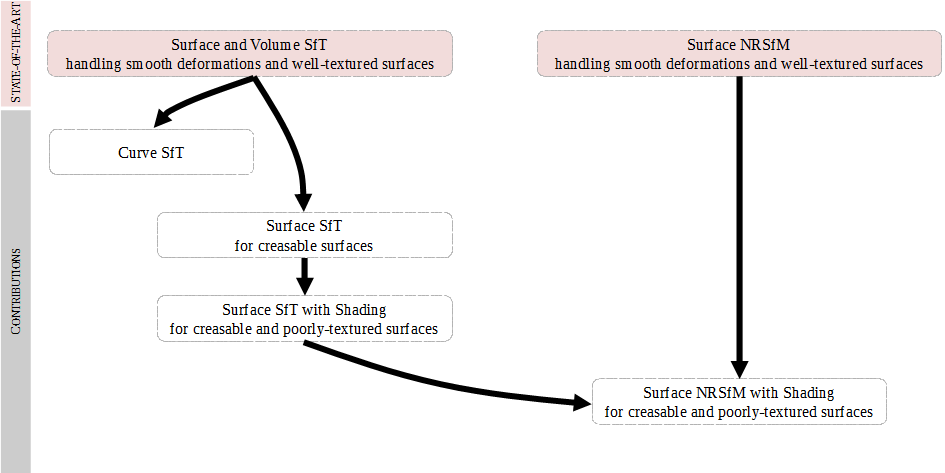 STATE-OF-THE-ART
Surface and Volume SfT
handling smooth deformations and well-textured surfaces
Surface NRSfM
handling smooth deformations and well-textured surfaces
CONTRIBUTIONS
Curve SfT
Surface SfT
for creasable surfaces
Surface SfT with Shading
for creasable and poorly-textured surfaces
Surface NRSfM with Shading
for creasable and poorly-textured surfaces